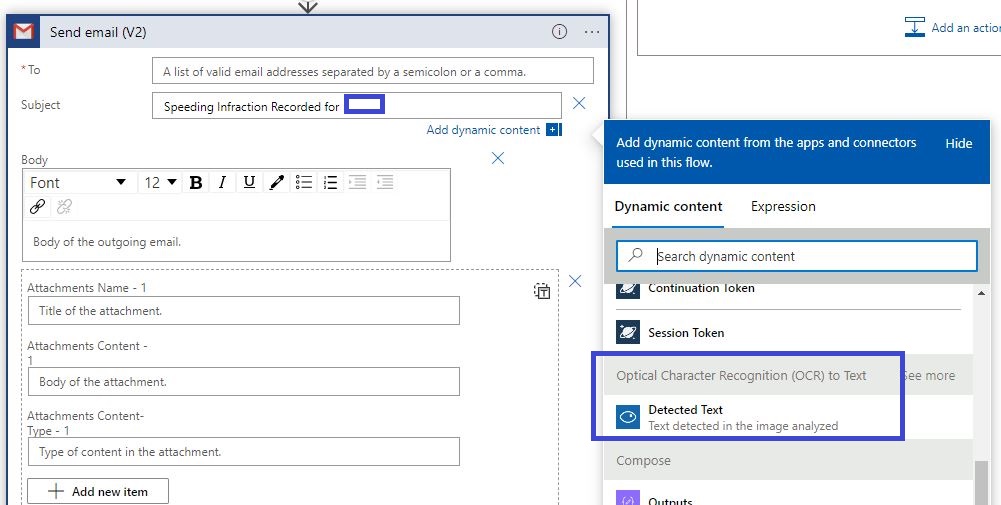 Send email (V2)
Add an action
* To
A list of valid email addresses separated by a semicolon or a comma.
Subject
Speeding Infraction Recorded for
Add dynamic content
Body
Font
12
B
I
U
Body of the outgoing email.
Attachments Name - 1
Title of the attachment.
Attachments Content -
1
Body of the attachment.
Attachments Content-
Type - 1
Type of content in the attachment.
Add new item
Add dynamic content from the apps and connectors
used in this flow.
Hide
Dynamic content
Expression
Search dynamic content
Continuation Token
Session Token
Optical Character Recognition (OCR) to Text
See more
Detected Text
Text detected in the image analyzed
Compose
Outputs